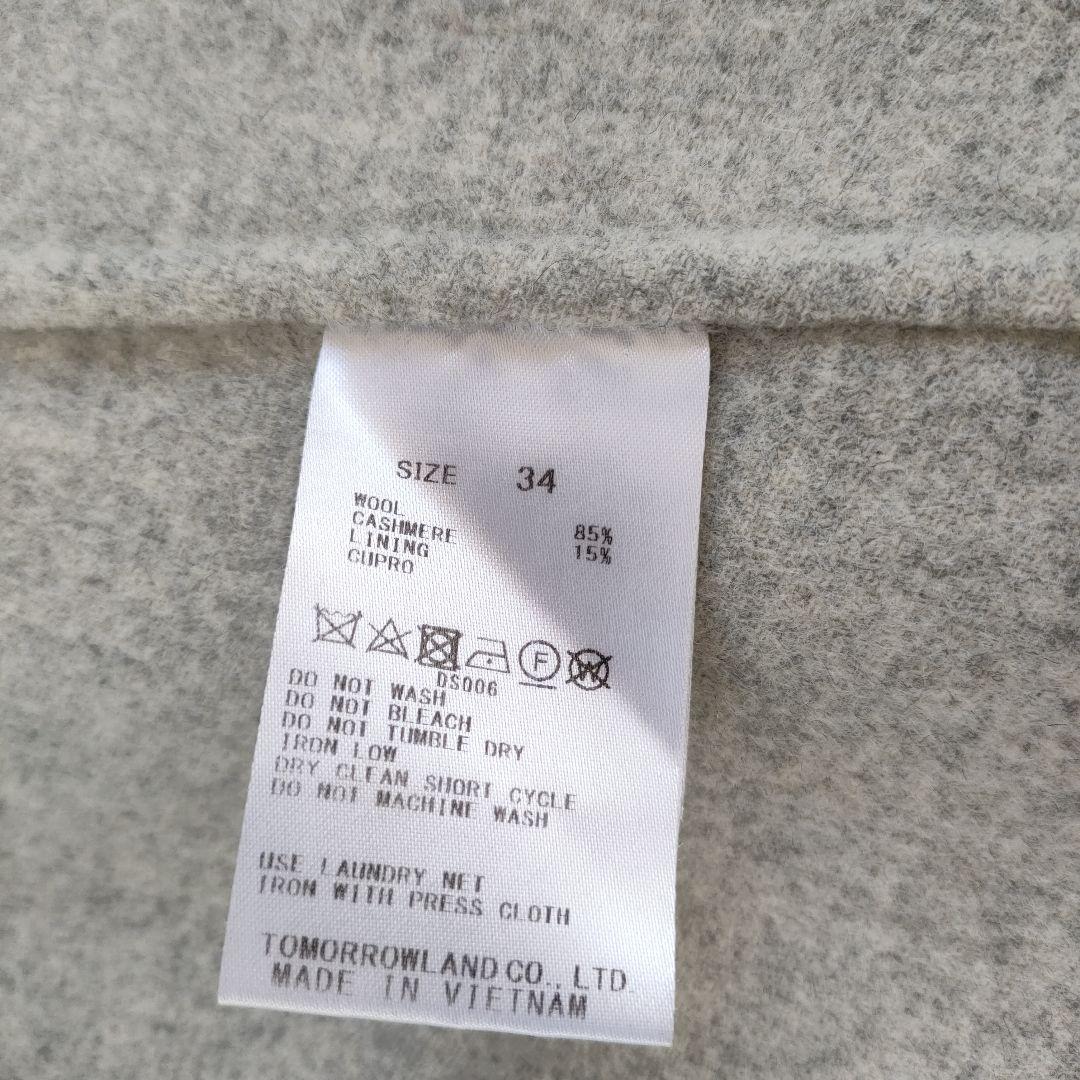 SIZE 34
WOOL
CASHMERE 85%
LINING 15%
CUPRO
F W
DS006
DO NOT WASH
DO NOT BLEACH
DO NOT TUMBLE DRY
IRON LOW
DRY CLEAN SHORT CYCLE
DO NOT MACHINE WASH
USE LAUNDRY NET
IRON WITH PRESS CLOTH
TOMORROWLAND CO., LTD.
MADE IN VIETNAM